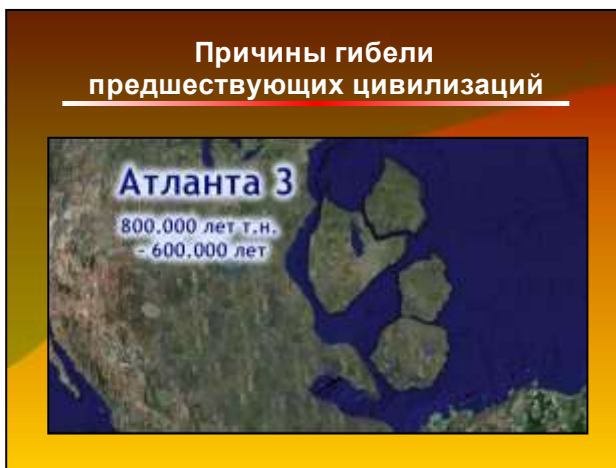 Причины гибели
предшествующих цивилизаций
Атланта 3
800.000 лет т.н.
- 600.000 лет